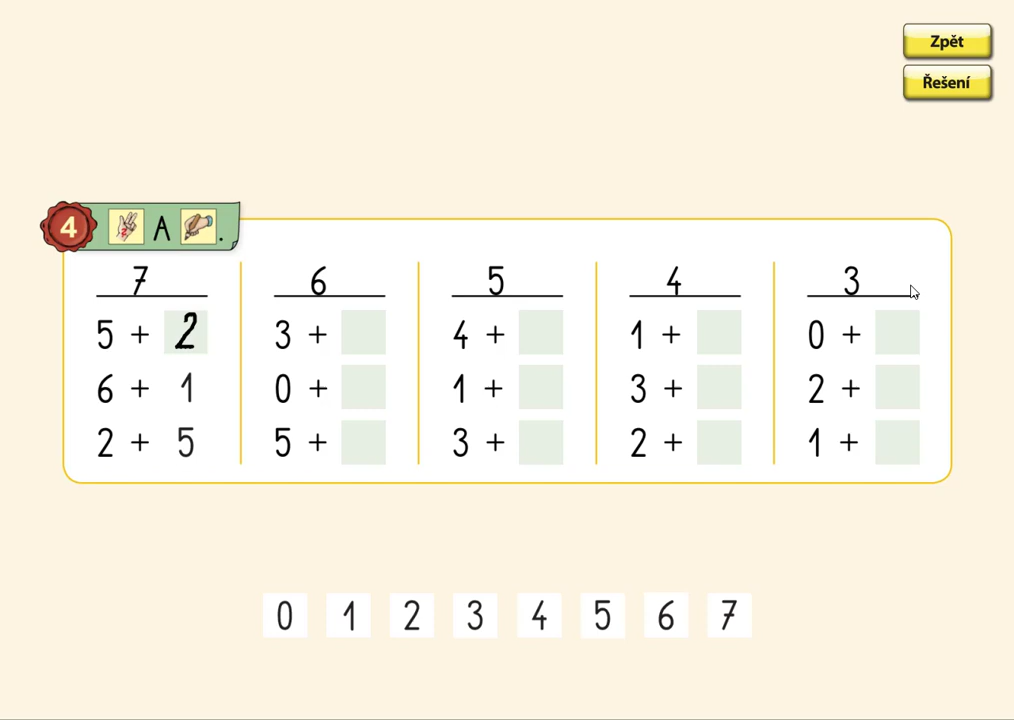 Zpět
Řešení
4 A .
7 6 5 4 3
5 + 2 3 + 4 + 1 + 0 +
6 + 1 0 + 1 + 3 + 2 +
2 + 5 5 + 3 + 2 + 1 +
0 1 2 3 4 5 6 7